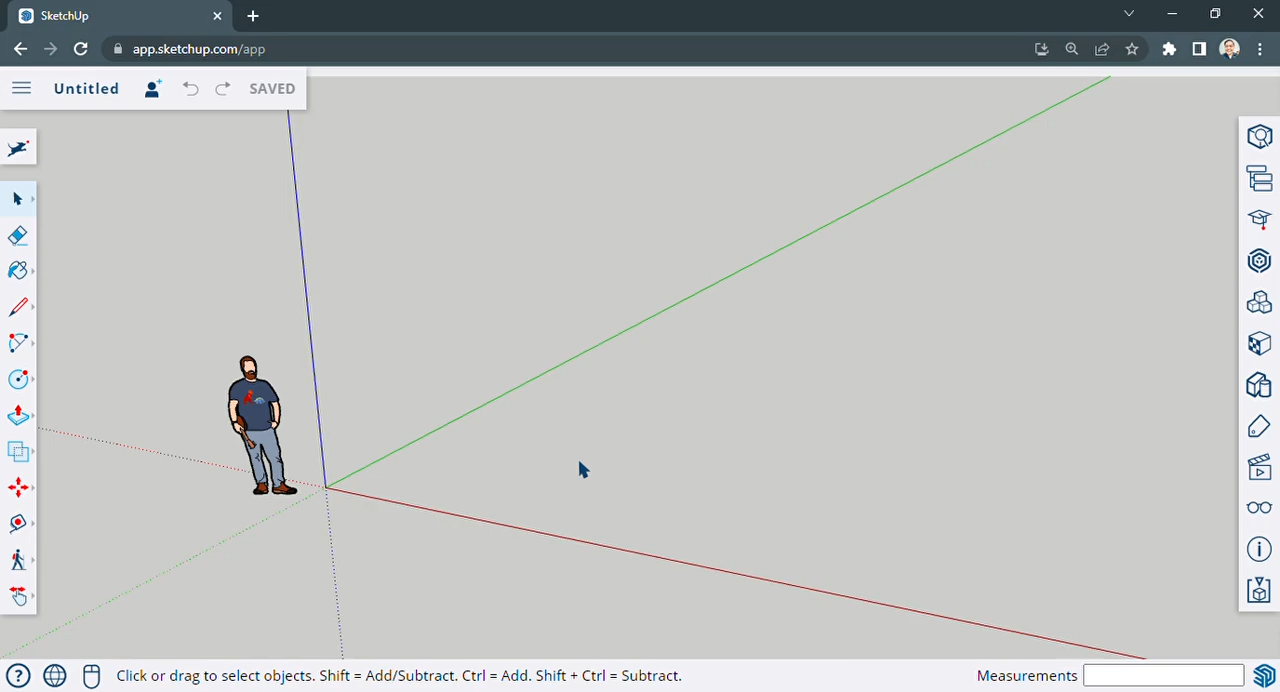 SketchUp
app.sketchup.com/app
Untitled
SAVED
Click or drag to select objects. Shift = Add/Subtract. Ctrl = Add. Shift + Ctrl = Subtract.
Measurements